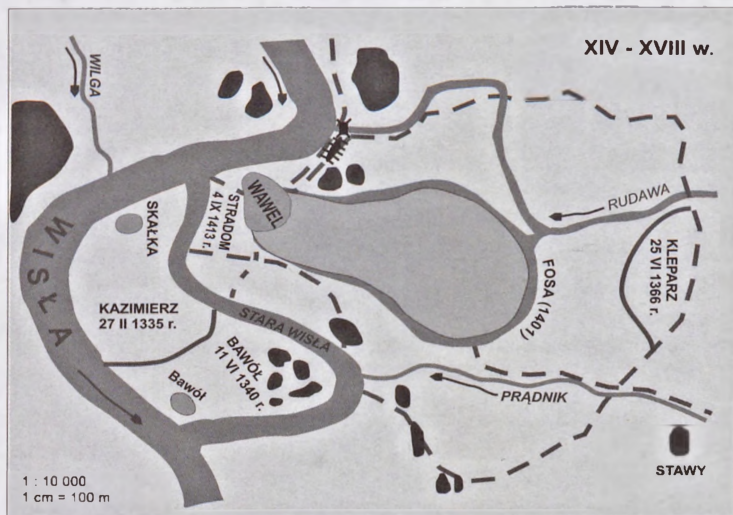 XIV - XVIII w.
WILGA
WISŁA
SKAŁKA
STRADOM
4 IX 1413 r.
WAWEL
RUDAWA
KLEPARZ
25 VI 1366 r.
FOSA (1401)
KAZIMIERZ
27 II 1335 r.
STARA WISŁA
BAWÓŁ
11 VI 1340 r.
Bawół
PRĄDNIK
STAWY
1 : 10 000
1 cm = 100 m